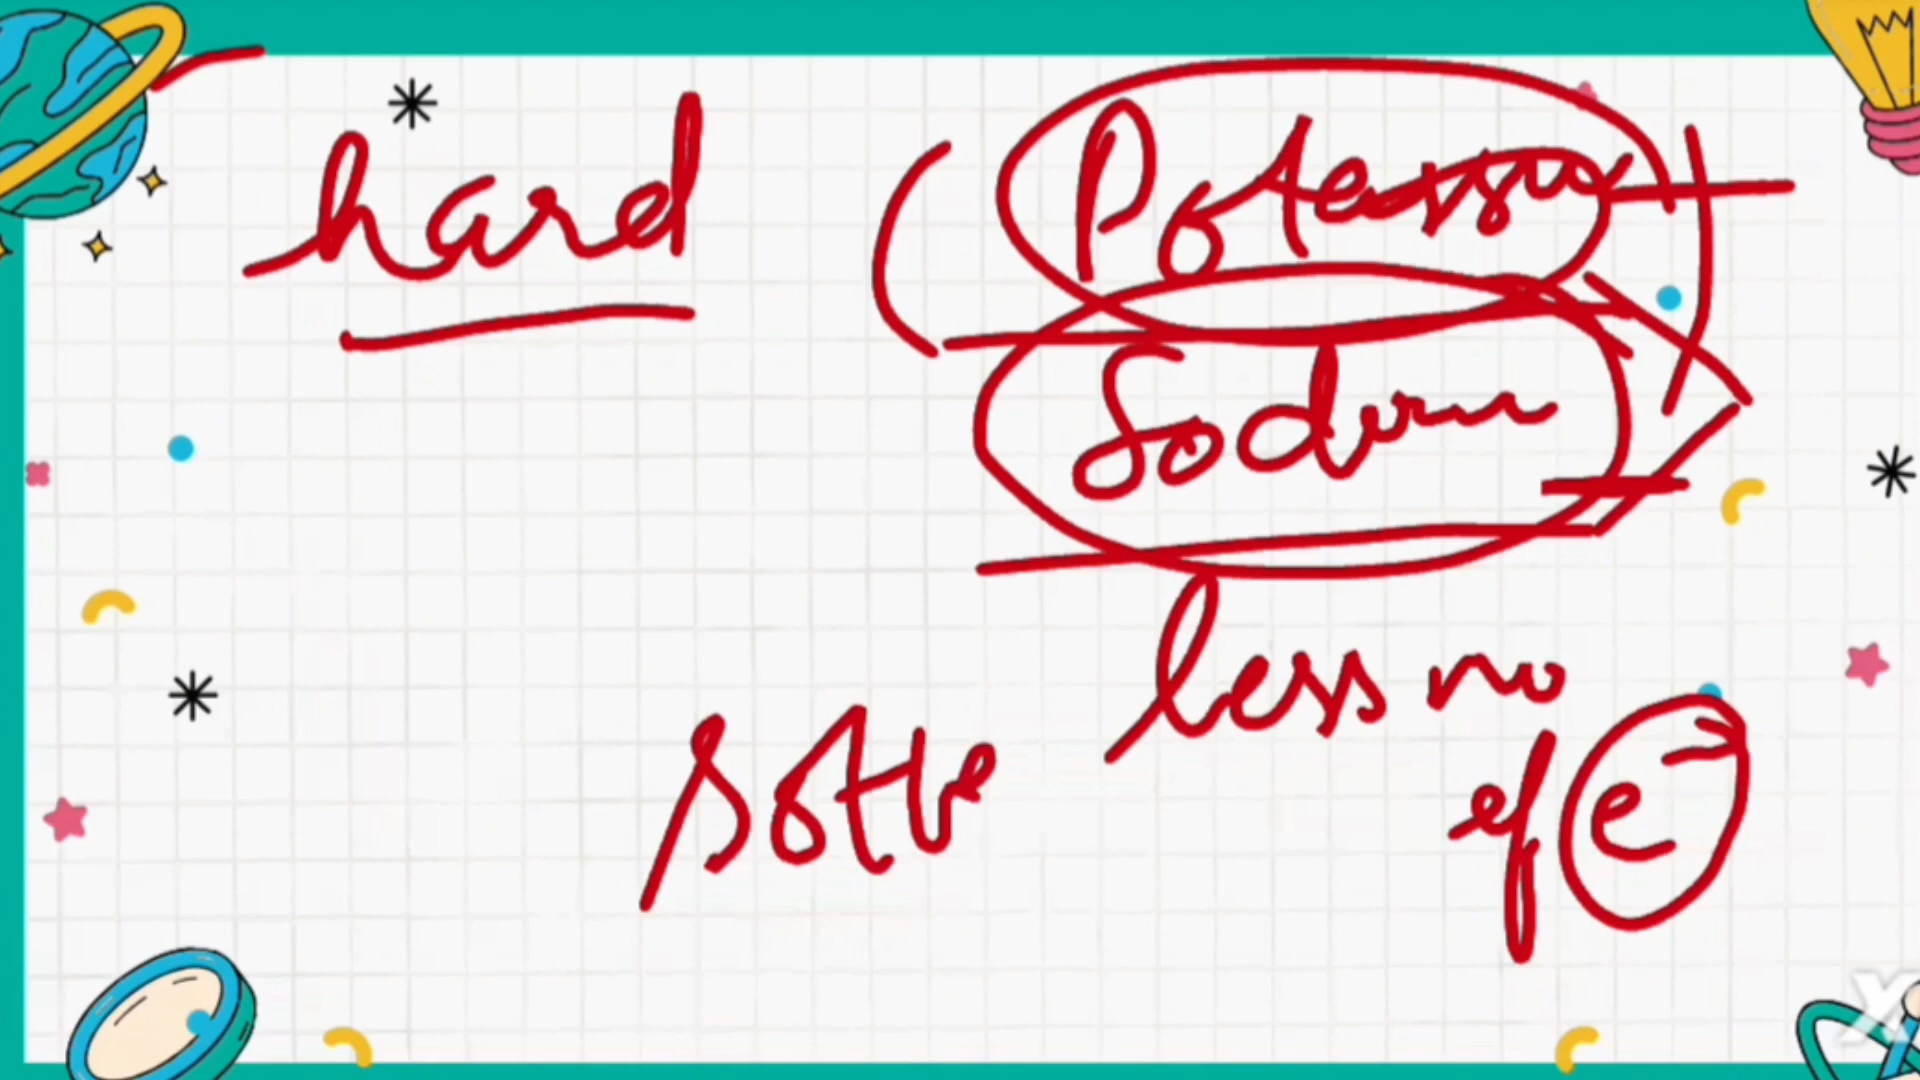 hard
(Potassium)
Sodium
less no
of e
softe